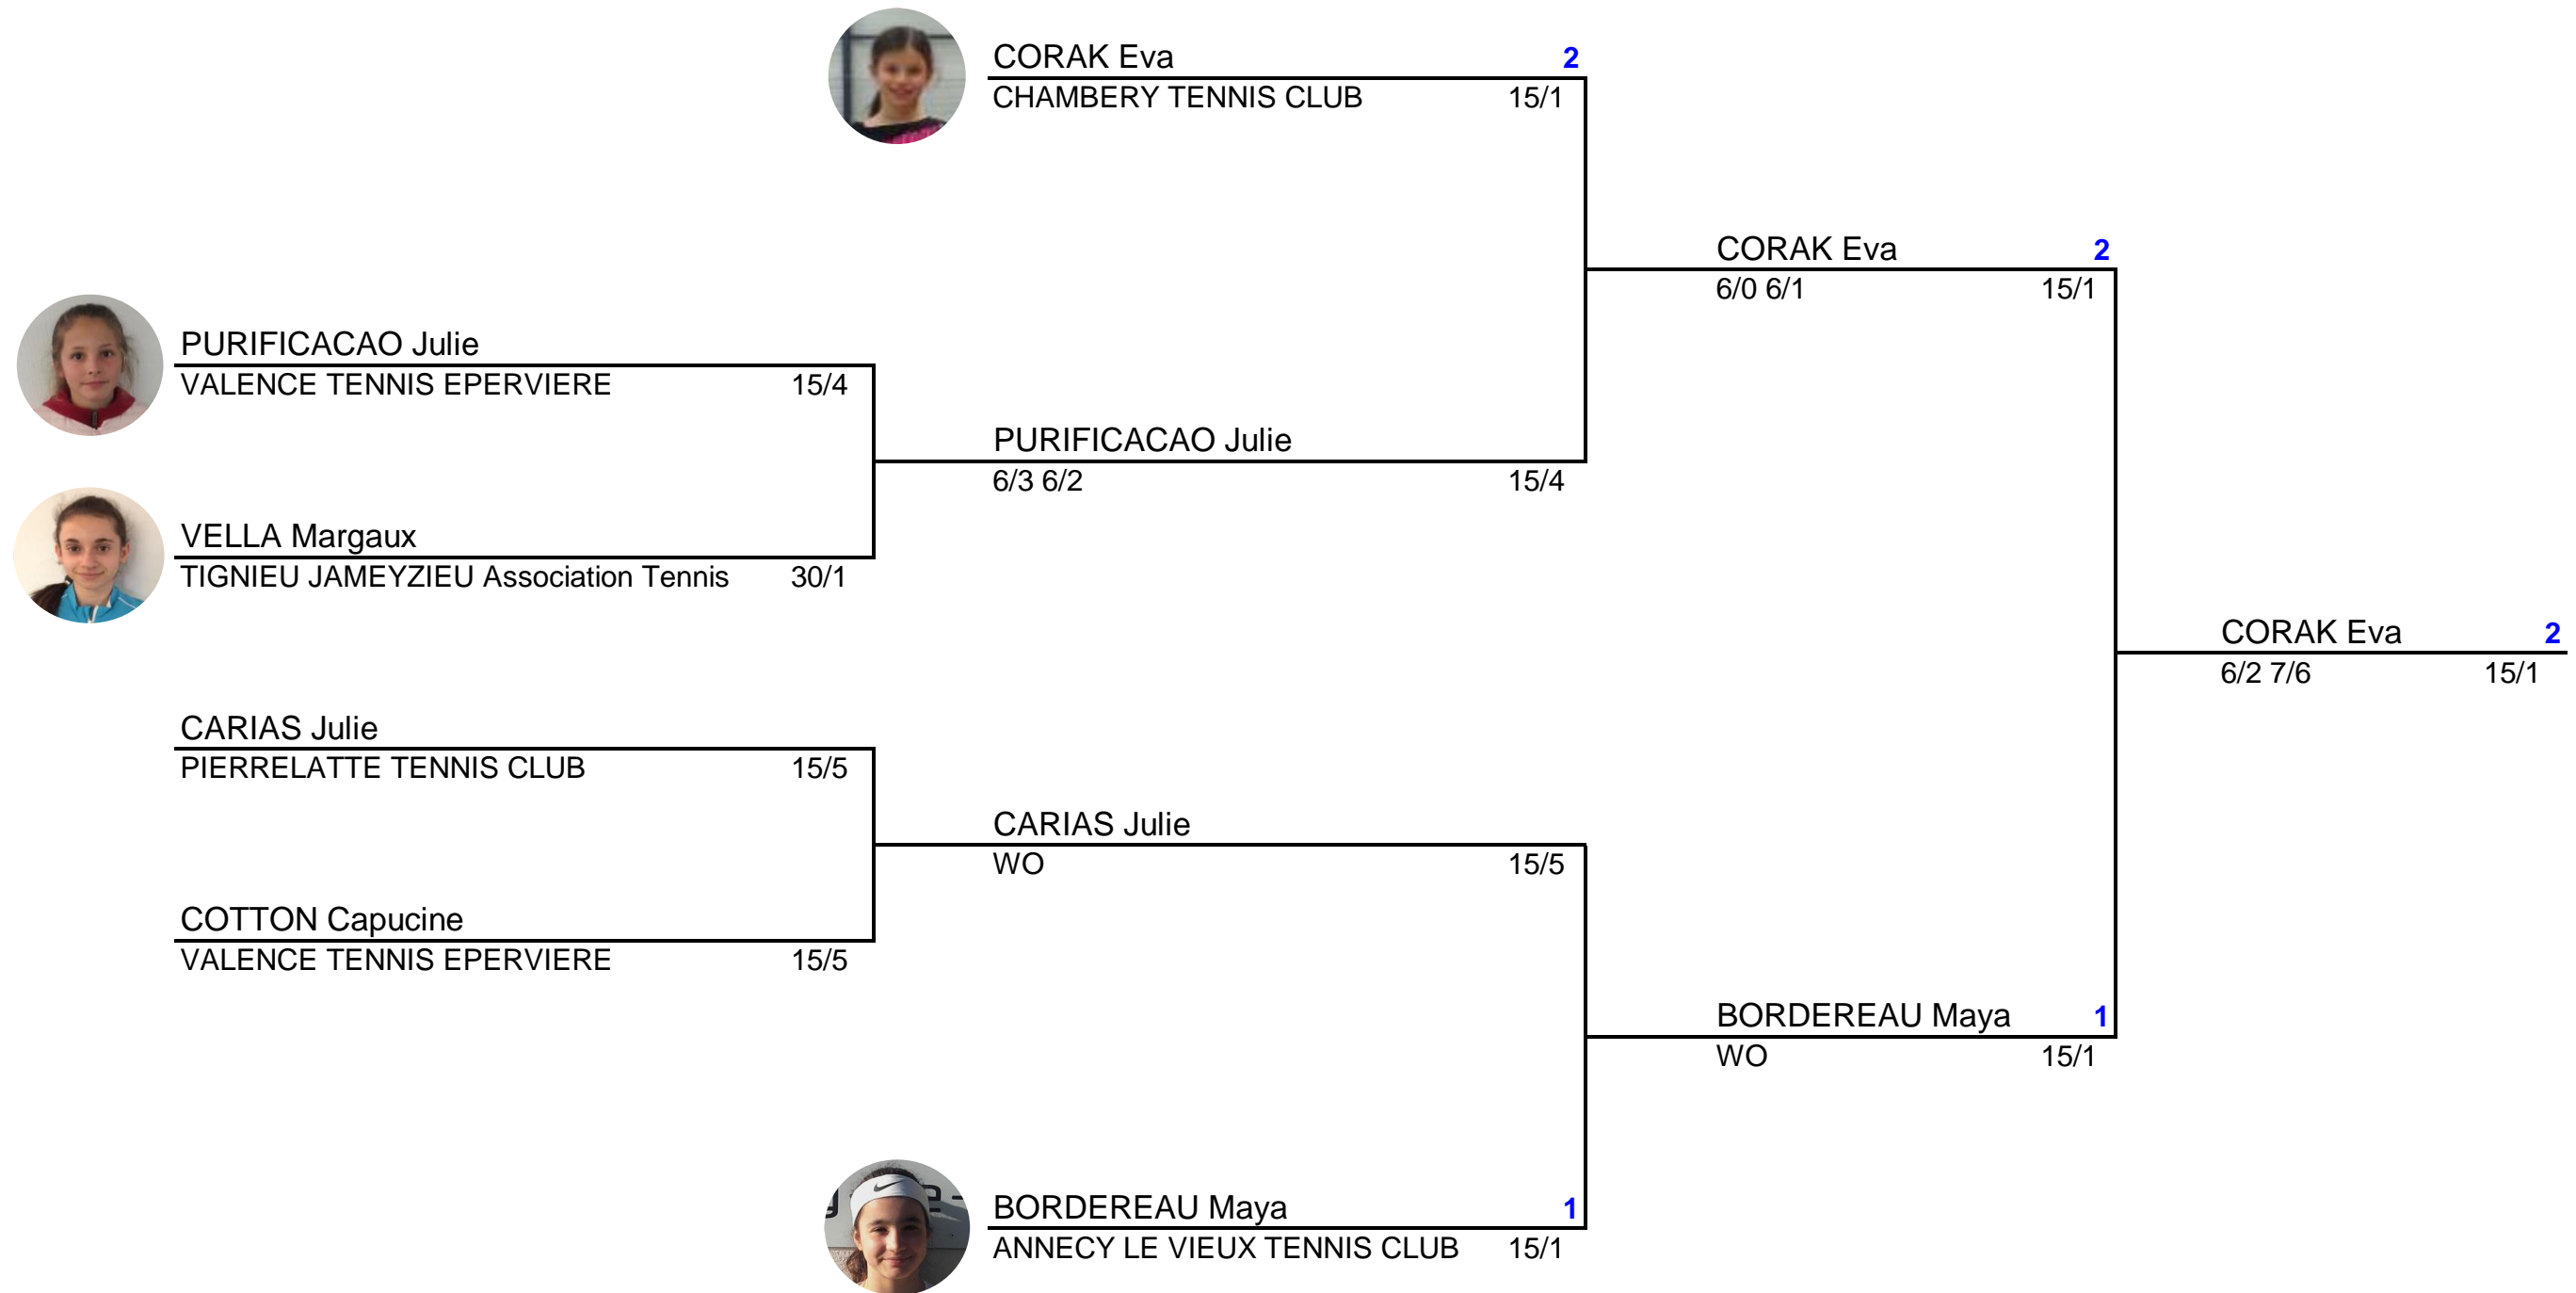 CORAK Eva 2
CHAMBERY TENNIS CLUB 15/1
CORAK Eva 2
6/0 6/1 15/1
PURIFICACAO Julie
VALENCE TENNIS EPERVIERE 15/4
PURIFICACAO Julie
6/3 6/2 15/4
VELLA Margaux
TIGNIEU JAMEYZIEU Association Tennis 30/1
CORAK Eva 2
6/2 7/6 15/1
CARIAS Julie
PIERRELATTE TENNIS CLUB 15/5
CARIAS Julie
WO 15/5
COTTON Capucine
VALENCE TENNIS EPERVIERE 15/5
BORDEREAU Maya 1
WO 15/1
BORDEREAU Maya 1
ANNECY LE VIEUX TENNIS CLUB 15/1